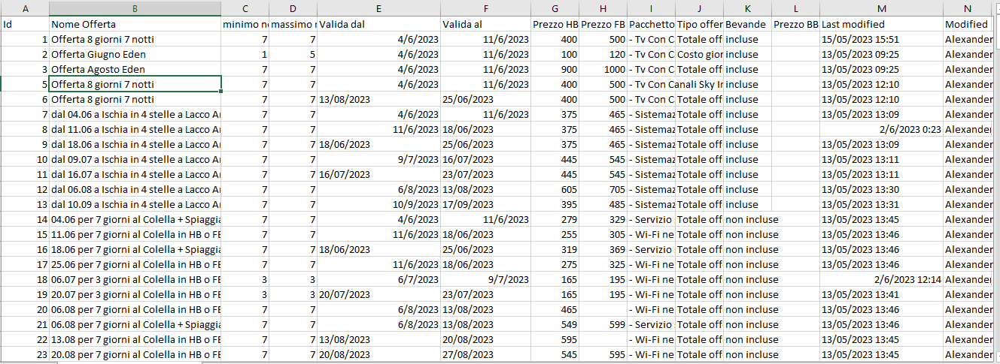 A B C D E F G H I J K L M N
Id Nome Offerta minimo n massimo Valida dal Valida al Prezzo HB Prezzo FB Pacchetto Tipo offer Bevande Prezzo BB Last modified Modified
1 Offerta 8 giorni 7 notti 7 7 4/6/2023 11/6/2023 400 500 - Tv Con C Totale off incluse 15/05/2023 15:51 Alexander
2 Offerta Giugno Eden 1 5 4/6/2023 11/6/2023 100 120 - Tv Con C Costo gior incluse 13/05/2023 09:25 Alexander
3 Offerta Agosto Eden 7 7 4/6/2023 11/6/2023 900 1000 - Tv Con C Totale off incluse 13/05/2023 09:25 Alexander
5 Offerta 8 giorni 7 notti 7 7 4/6/2023 11/6/2023 400 500 - Tv Con Canali Sky In incluse 13/05/2023 12:10 Alexander
6 Offerta 8 giorni 7 notti 7 7 13/08/2023 25/06/2023 400 500 - Tv Con C Totale off incluse 13/05/2023 12:10 Alexander
7 dal 04.06 a Ischia in 4 stelle a Lacco A 7 7 4/6/2023 11/6/2023 375 465 - Sistemaz Totale off incluse 13/05/2023 13:09 Alexander
8 dal 11.06 a Ischia in 4 stelle a Lacco A 7 7 11/6/2023 18/06/2023 375 465 - Sistemaz Totale off incluse 2/6/2023 0:23 Alexander
9 dal 18.06 a Ischia in 4 stelle a Lacco A 7 7 18/06/2023 25/06/2023 375 465 - Sistemaz Totale off incluse 13/05/2023 13:09 Alexander
10 dal 09.07 a Ischia in 4 stelle a Lacco A 7 7 9/7/2023 16/07/2023 445 545 - Sistemaz Totale off incluse 13/05/2023 13:11 Alexander
11 dal 16.07 a Ischia in 4 stelle a Lacco A 7 7 16/07/2023 23/07/2023 445 545 - Sistemaz Totale off incluse 13/05/2023 13:11 Alexander
12 dal 06.08 a Ischia in 4 stelle a Lacco A 7 7 6/8/2023 13/08/2023 605 705 - Sistemaz Totale off incluse 13/05/2023 13:30 Alexander
13 dal 10.09 a Ischia in 4 stelle a Lacco A 7 7 10/9/2023 17/09/2023 395 485 - Sistemaz Totale off incluse 13/05/2023 13:31 Alexander
14 04.06 per 7 giorni al Colella + Spiaggia 7 7 4/6/2023 11/6/2023 279 329 - Servizio Totale off non incluse 13/05/2023 13:45 Alexander
15 11.06 per 7 giorni al Colella in HB o FB 7 7 11/6/2023 18/06/2023 255 305 - Wi-Fi ne Totale off non incluse 13/05/2023 13:46 Alexander
16 18.06 per 7 giorni al Colella + Spiaggia 7 7 18/06/2023 25/06/2023 319 369 - Servizio Totale off non incluse 13/05/2023 13:46 Alexander
17 25.06 per 7 giorni al Colella in HB o FB 7 7 11/6/2023 18/06/2023 275 325 - Wi-Fi ne Totale off non incluse 13/05/2023 13:46 Alexander
18 06.07 per 3 giorni al Colella in HB o FB 3 3 6/7/2023 9/7/2023 165 195 - Wi-Fi ne Totale off non incluse 2/6/2023 12:14 Alexander
19 20.07 per 3 giorni al Colella in HB o FB 3 3 20/07/2023 23/07/2023 165 195 - Wi-Fi ne Totale off non incluse 13/05/2023 13:41 Alexander
20 06.08 per 7 giorni al Colella in HB o FB 7 7 6/8/2023 13/08/2023 465 - Wi-Fi ne Totale off non incluse 13/05/2023 13:46 Alexander
21 06.08 per 7 giorni al Colella + Spiaggia 7 7 6/8/2023 13/08/2023 549 599 - Servizio Totale off non incluse 13/05/2023 13:46 Alexander
22 13.08 per 7 giorni al Colella in HB o FB 7 7 13/08/2023 20/08/2023 595 - Wi-Fi ne Totale off non incluse 13/05/2023 13:45 Alexander
23 20.08 per 7 giorni al Colella in HB o FB 7 7 20/08/2023 27/08/2023 545 595 - Wi-Fi ne Totale off non incluse 13/05/2023 13:45 Alexander